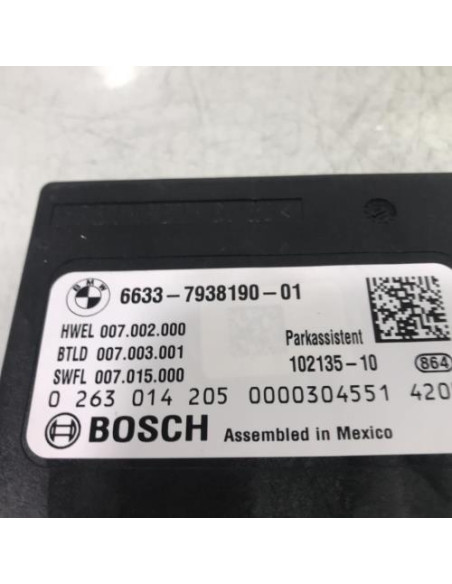 BMW 6633-7938190-01
HWEL 007.002.000
Parkassistent
BTLD 007.003.001
102135-10 864
SWFL 007.015.000
0 263 014 205 0000304551 420
BOSCH Assembled in Mexico